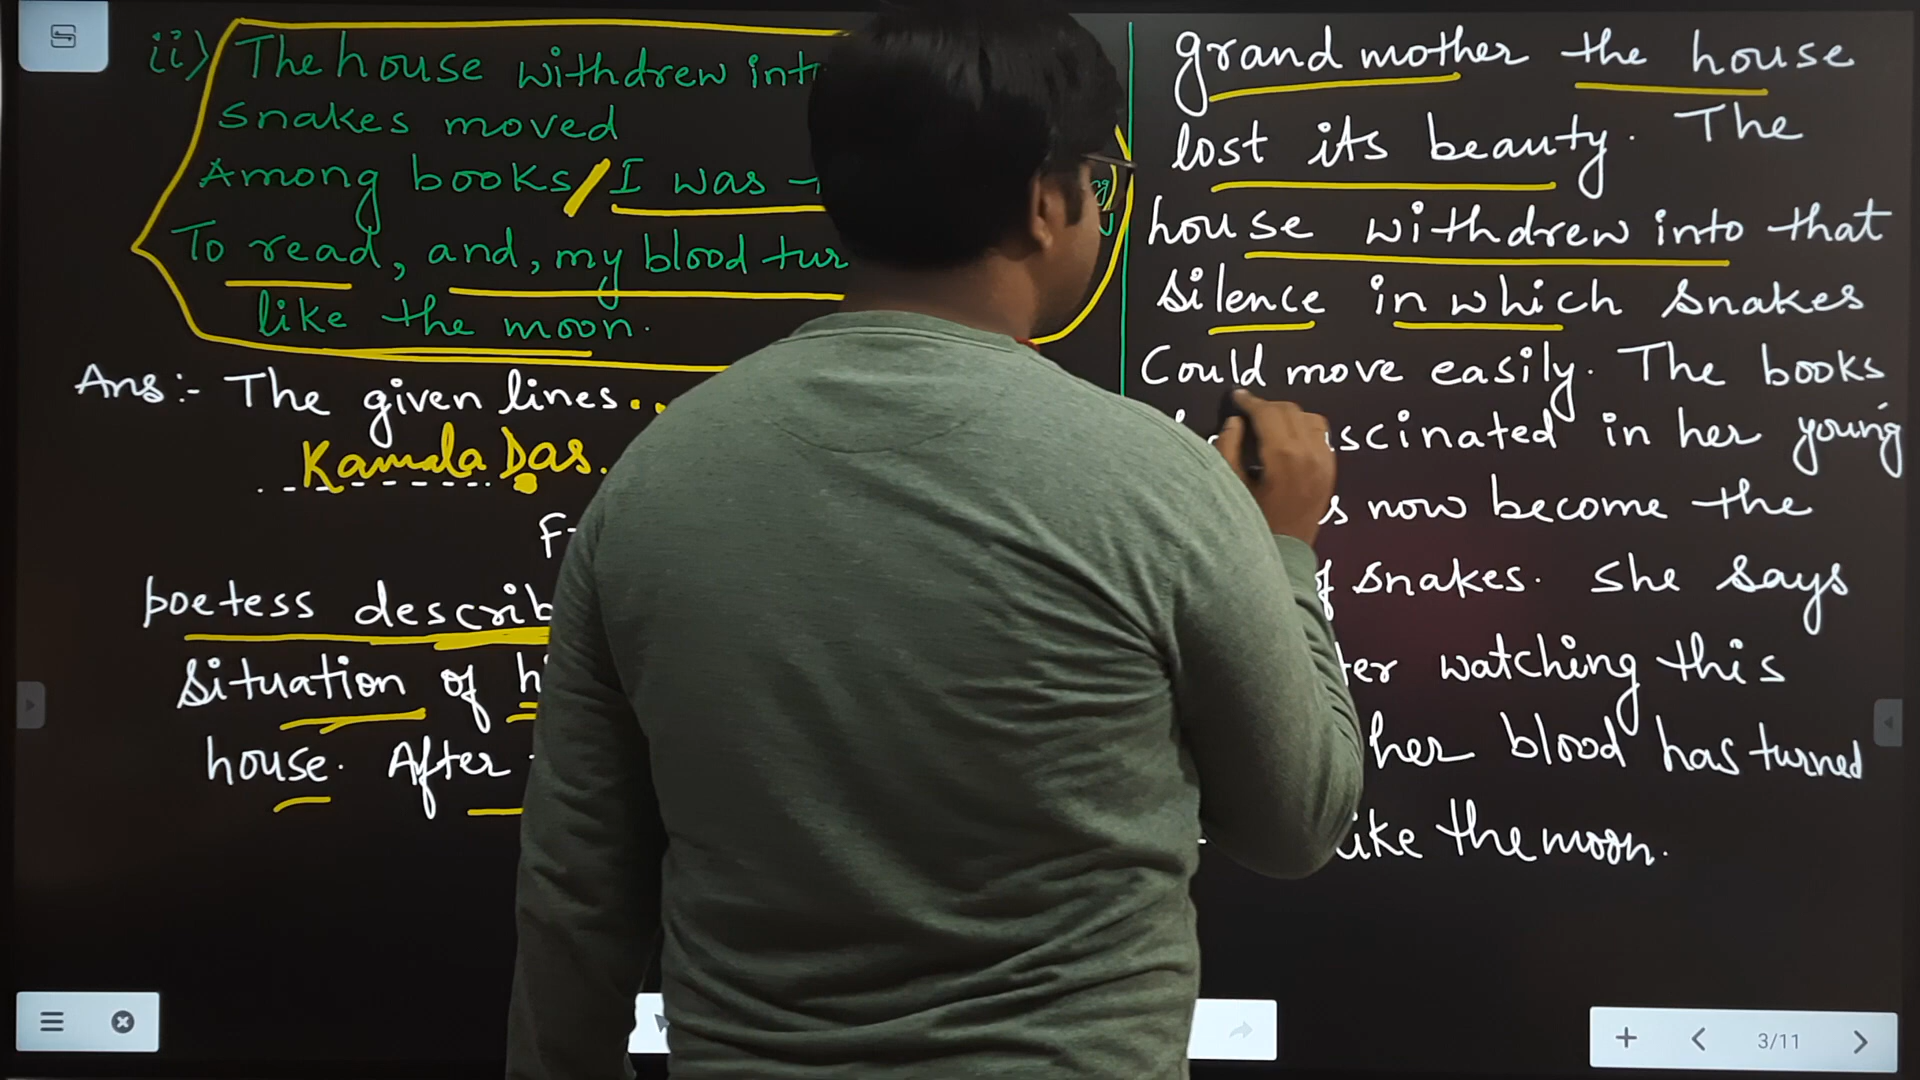 ii) The house withdrew into
snakes moved
Among books / I was
To read, and, my blood tur
like the moon.
Ans:- The given lines...
Kamala Das.
F
poetess describ
situation of h
house. After
grand mother the house
lost its beauty. The
house withdrew into that
silence in which snakes
Could move easily. The books
scinated in her young
s now become the
of snakes. She says
ter watching this
her blood has turned
like the moon.
3/11